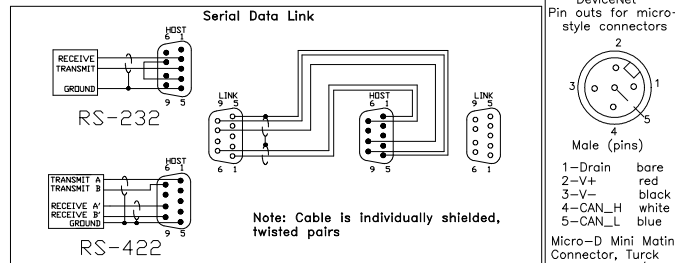 Serial Data Link
HOST
6 1
RECEIVE
TRANSMIT
GROUND
9 5
RS-232
LINK
9 5
6 1
HOST
6 1
9 5
LINK
9 5
6 1
HOST
6 1
TRANSMIT A
TRANSMIT B
RECEIVE A'
RECEIVE B'
GROUND
9 5
RS-422
Note: Cable is individually shielded,
twisted pairs
DeviceNet
Pin outs for micro-
style connectors
2
3
1
4
5
Male (pins)
1-Drain bare
2-V+ red
3-V- black
4-CAN_H white
5-CAN_L blue
Micro-D Mini Matin
Connector, Turck